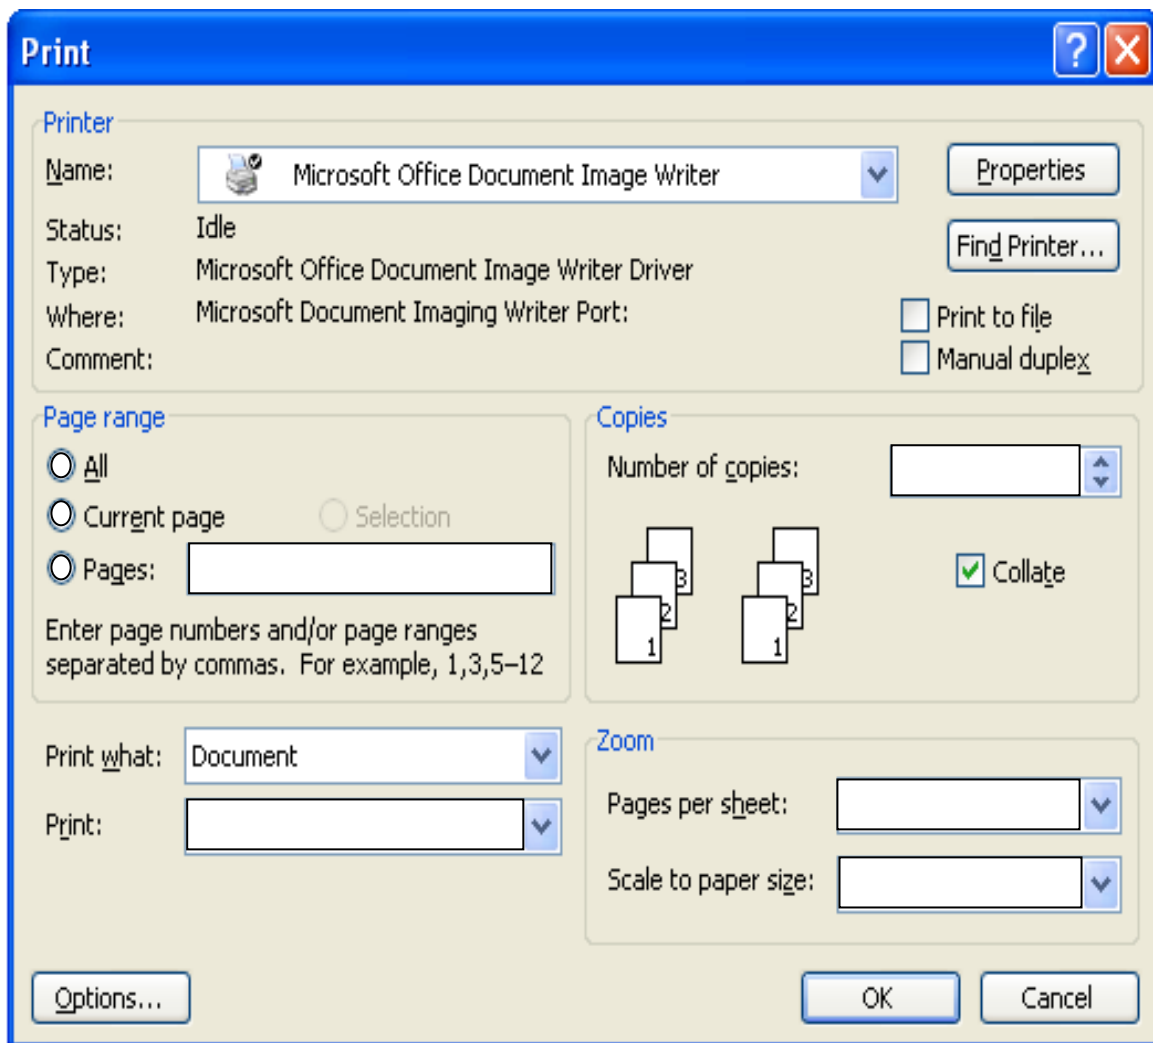 Print
Printer
Name: Microsoft Office Document Image Writer Properties
Status: Idle Find Printer...
Type: Microsoft Office Document Image Writer Driver
Where: Microsoft Document Imaging Writer Port: Print to file
Comment: Manual duplex
Page range
All
Current page Selection
Pages:
Enter page numbers and/or page ranges
separated by commas. For example, 1,3,5–12
Copies
Number of copies:
3 3
2 2
1 1
Collate
Print what: Document
Print:
Zoom
Pages per sheet:
Scale to paper size:
Options... OK Cancel